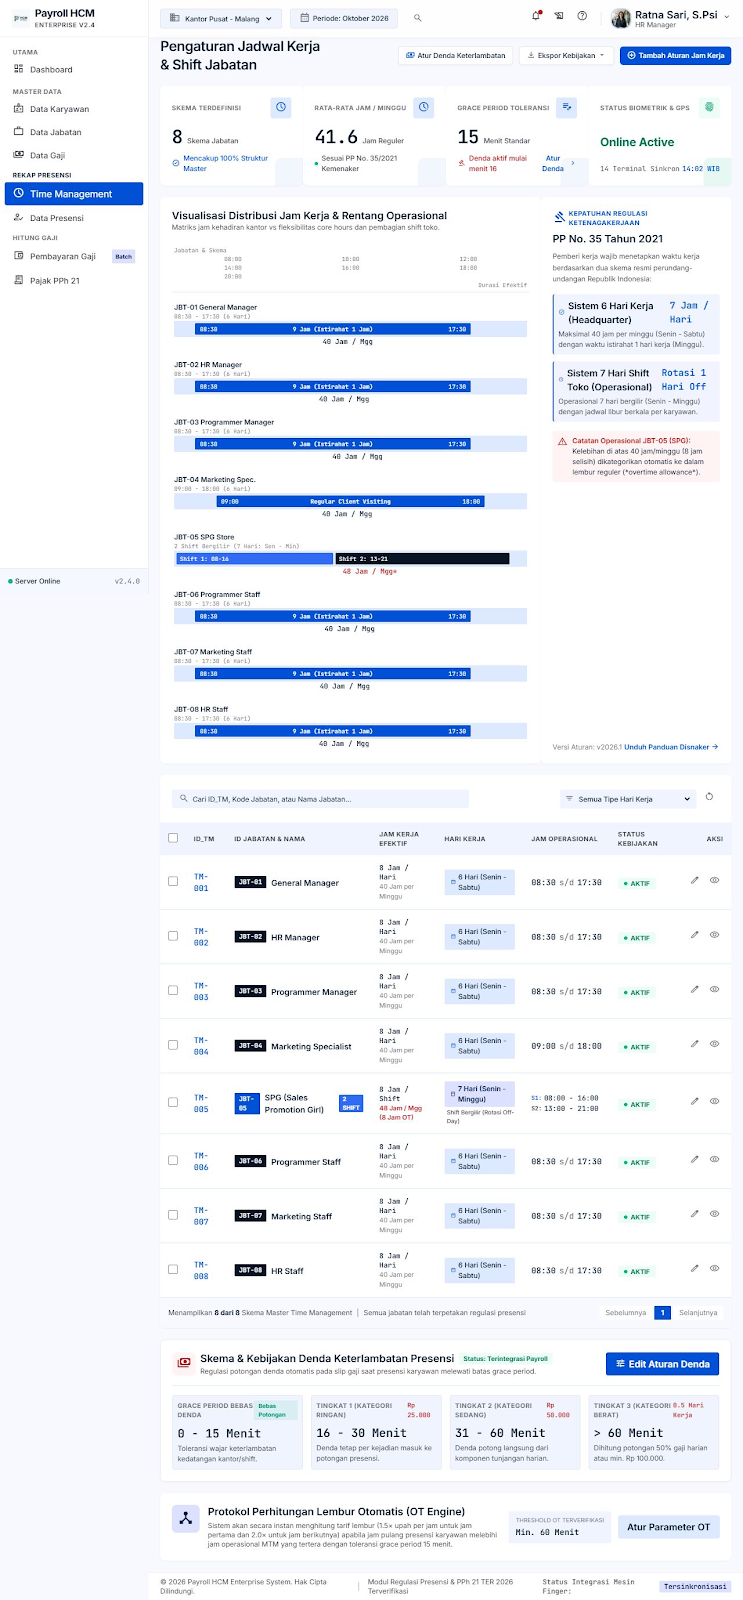 Payroll HCM
ENTERPRISE V2.4
UTAMA
Dashboard
MASTER DATA
Data Karyawan
Data Jabatan
Data Gaji
REKAP PRESENSI
Time Management
Data Presensi
HITUNG GAJI
Pembayaran Gaji Batch
Pajak PPh 21
Server Online v2.4.0
Kantor Pusat - Malang
Periode: Oktober 2026
Ratna Sari, S.Psi
HR Manager
Pengaturan Jadwal Kerja
& Shift Jabatan
Atur Denda Keterlambatan
Ekspor Kebijakan
Tambah Aturan Jam Kerja
SKEMA TERDEFINISI
8 Skema Jabatan
Mencakup 100% Struktur
Master
RATA-RATA JAM / MINGGU
41.6 Jam Reguler
Sesuai PP No. 35/2021
Kemenaker
GRACE PERIOD TOLERANSI
15 Menit Standar
Denda aktif mulai
menit 16
Atur
Denda
STATUS BIOMETRIK & GPS
Online Active
14 Terminal Sinkron 14:02 WIB
Visualisasi Distribusi Jam Kerja & Rentang Operasional
Matriks jam kehadiran kantor vs fleksibilitas core hours dan pembagian shift toko.
Jabatan & Skema
08:00 10:00 12:00
14:00 16:00 18:00
20:00
Durasi Efektif
JBT-01 General Manager
08:30 - 17:30 (6 Hari)
08:30 9 Jam (Istirahat 1 Jam) 17:30
40 Jam / Mgg
JBT-02 HR Manager
08:30 - 17:30 (6 Hari)
08:30 9 Jam (Istirahat 1 Jam) 17:30
40 Jam / Mgg
JBT-03 Programmer Manager
08:30 - 17:30 (6 Hari)
08:30 9 Jam (Istirahat 1 Jam) 17:30
40 Jam / Mgg
JBT-04 Marketing Spec.
09:00 - 18:00 (6 Hari)
09:00 Regular Client Visiting 18:00
40 Jam / Mgg
JBT-05 SPG Store
2 Shift Bergilir (7 Hari: Sen - Min)
Shift 1: 08-16 Shift 2: 13-21
48 Jam / Mgg*
JBT-06 Programmer Staff
08:30 - 17:30 (6 Hari)
08:30 9 Jam (Istirahat 1 Jam) 17:30
40 Jam / Mgg
JBT-07 Marketing Staff
08:30 - 17:30 (6 Hari)
08:30 9 Jam (Istirahat 1 Jam) 17:30
40 Jam / Mgg
JBT-08 HR Staff
08:30 - 17:30 (6 Hari)
08:30 9 Jam (Istirahat 1 Jam) 17:30
40 Jam / Mgg
KEPATUHAN REGULASI
KETENAGAKERJAAN
PP No. 35 Tahun 2021
Pemberi kerja wajib menetapkan waktu kerja
berdasarkan dua skema resmi perundang-
undangan Republik Indonesia:
Sistem 6 Hari Kerja
(Headquarter)
7 Jam /
Hari
Maksimal 40 jam per minggu (Senin - Sabtu)
dengan waktu istirahat 1 hari kerja (Minggu).
Sistem 7 Hari Shift
Toko (Operasional)
Rotasi 1
Hari Off
Operasional 7 hari bergilir (Senin - Minggu)
dengan jadwal libur berkala per karyawan.
Catatan Operasional JBT-05 (SPG):
Kelebihan di atas 40 jam/minggu (8 jam
selisih) dikategorikan otomatis ke dalam
lembur reguler (*overtime allowance*).
Versi Aturan: v2026.1 Unduh Panduan Disnaker →
Cari ID_TM, Kode Jabatan, atau Nama Jabatan...
Semua Tipe Hari Kerja
ID_TM
ID JABATAN & NAMA
JAM KERJA
EFEKTIF
HARI KERJA
JAM OPERASIONAL
STATUS
KEBIJAKAN
AKSI
TM-
001
JBT-01 General Manager
8 Jam /
Hari
40 Jam per
Minggu
6 Hari (Senin -
Sabtu)
08:30 s/d 17:30
AKTIF
TM-
002
JBT-02 HR Manager
8 Jam /
Hari
40 Jam per
Minggu
6 Hari (Senin -
Sabtu)
08:30 s/d 17:30
AKTIF
TM-
003
JBT-03 Programmer Manager
8 Jam /
Hari
40 Jam per
Minggu
6 Hari (Senin -
Sabtu)
08:30 s/d 17:30
AKTIF
TM-
004
JBT-04 Marketing Specialist
8 Jam /
Hari
40 Jam per
Minggu
6 Hari (Senin -
Sabtu)
09:00 s/d 18:00
AKTIF
TM-
005
JBT-
05
SPG (Sales
Promotion Girl)
2
SHIFT
8 Jam /
Shift
48 Jam / Mgg
(8 Jam OT)
7 Hari (Senin -
Minggu)
Shift Bergilir (Rotasi Off-
Day)
S1: 08:00 - 16:00
S2: 13:00 - 21:00
AKTIF
TM-
006
JBT-06 Programmer Staff
8 Jam /
Hari
40 Jam per
Minggu
6 Hari (Senin -
Sabtu)
08:30 s/d 17:30
AKTIF
TM-
007
JBT-07 Marketing Staff
8 Jam /
Hari
40 Jam per
Minggu
6 Hari (Senin -
Sabtu)
08:30 s/d 17:30
AKTIF
TM-
008
JBT-08 HR Staff
8 Jam /
Hari
40 Jam per
Minggu
6 Hari (Senin -
Sabtu)
08:30 s/d 17:30
AKTIF
Menampilkan 8 dari 8 Skema Master Time Management | Semua jabatan telah terpetakan regulasi presensi
Sebelumnya 1 Selanjutnya
Skema & Kebijakan Denda Keterlambatan Presensi Status: Terintegrasi Payroll
Regulasi potongan denda otomatis pada slip gaji saat presensi karyawan melewati batas grace period.
Edit Aturan Denda
GRACE PERIOD BEBAS
DENDA
Bebas
Potongan
0 - 15 Menit
Toleransi wajar keterlambatan
kedatangan kantor/shift.
TINGKAT 1 (KATEGORI
RINGAN)
Rp
25.000
16 - 30 Menit
Denda tetap per kejadian masuk ke
potongan presensi.
TINGKAT 2 (KATEGORI
SEDANG)
Rp
50.000
31 - 60 Menit
Denda potong langsung dari
komponen tunjangan harian.
TINGKAT 3 (KATEGORI
BERAT)
0.5 Hari
Kerja
> 60 Menit
Dihitung potongan 50% gaji harian
atau min. Rp 100.000.
Protokol Perhitungan Lembur Otomatis (OT Engine)
Sistem akan secara instan menghitung tarif lembur (1.5× upah per jam untuk jam
pertama dan 2.0× untuk jam berikutnya) apabila jam pulang presensi karyawan melebihi
jam operasional MTM yang tertera dengan toleransi grace period 15 menit.
THRESHOLD OT TERVERIFIKASI
Min. 60 Menit
Atur Parameter OT
© 2026 Payroll HCM Enterprise System. Hak Cipta
Dilindungi.
Modul Regulasi Presensi & PPh 21 TER 2026
Terverifikasi
Status Integrasi Mesin
Finger:
Tersinkronisasi